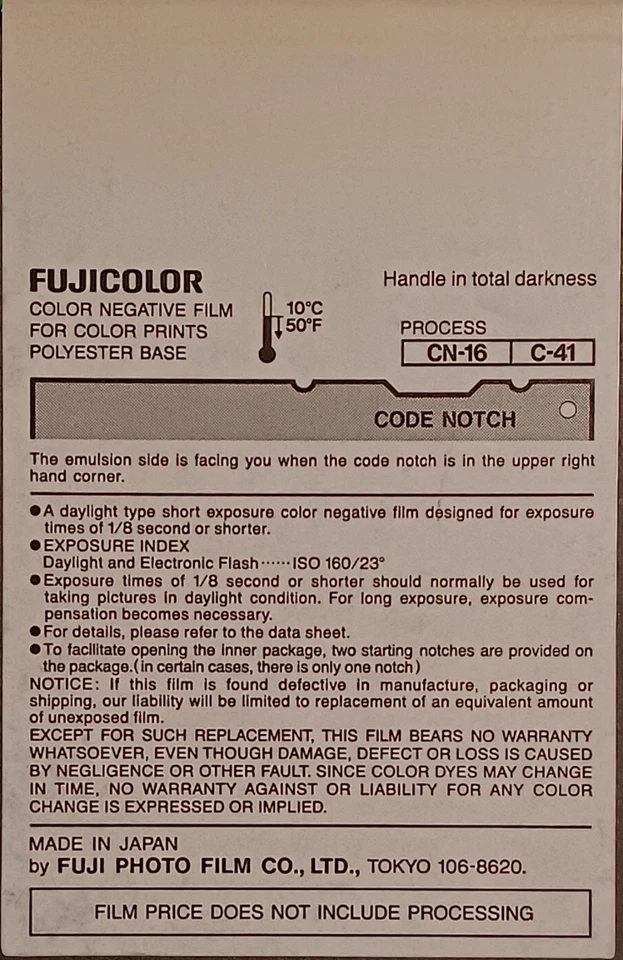 FUJICOLOR
COLOR NEGATIVE FILM
FOR COLOR PRINTS
POLYESTER BASE
10°C
50°F
Handle in total darkness
PROCESS
CN-16 C-41
CODE NOTCH
The emulsion side is facing you when the code notch is in the upper right
hand corner.
●A daylight type short exposure color negative film designed for exposure
times of 1/8 second or shorter.
●EXPOSURE INDEX
Daylight and Electronic Flash······ISO 160/23°
●Exposure times of 1/8 second or shorter should normally be used for
taking pictures in daylight condition. For long exposure, exposure com-
pensation becomes necessary.
●For details, please refer to the data sheet.
●To facilitate opening the inner package, two starting notches are provided on
the package.(in certain cases, there is only one notch)
NOTICE: If this film is found defective in manufacture, packaging or
shipping, our liability will be limited to replacement of an equivalent amount
of unexposed film.
EXCEPT FOR SUCH REPLACEMENT, THIS FILM BEARS NO WARRANTY
WHATSOEVER, EVEN THOUGH DAMAGE, DEFECT OR LOSS IS CAUSED
BY NEGLIGENCE OR OTHER FAULT. SINCE COLOR DYES MAY CHANGE
IN TIME, NO WARRANTY AGAINST OR LIABILITY FOR ANY COLOR
CHANGE IS EXPRESSED OR IMPLIED.
MADE IN JAPAN
by FUJI PHOTO FILM CO., LTD., TOKYO 106-8620.
FILM PRICE DOES NOT INCLUDE PROCESSING